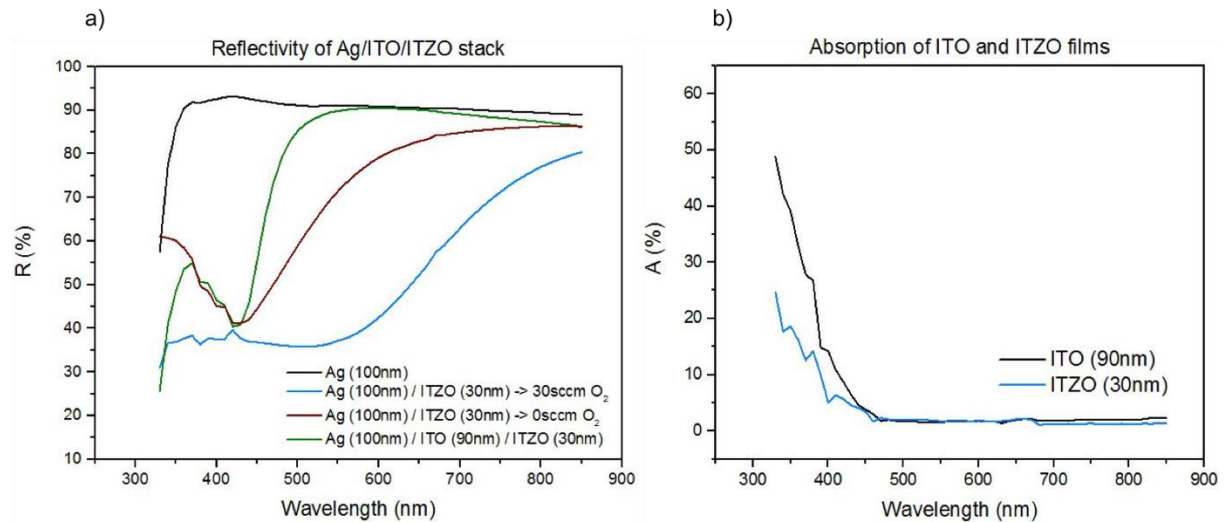 a)
Reflectivity of Ag/ITO/ITZO stack
100
90
80
70
60
50
40
30
20
10
R (%)
Ag (100nm)
Ag (100nm) / ITZO (30nm) -> 30sccm O₂
Ag (100nm) / ITZO (30nm) -> 0sccm O₂
Ag (100nm) / ITO (90nm) / ITZO (30nm)
300 400 500 600 700 800 900
Wavelength (nm)
b)
Absorption of ITO and ITZO films
60
50
40
30
20
10
0
A (%)
ITO (90nm)
ITZO (30nm)
300 400 500 600 700 800 900
Wavelength (nm)